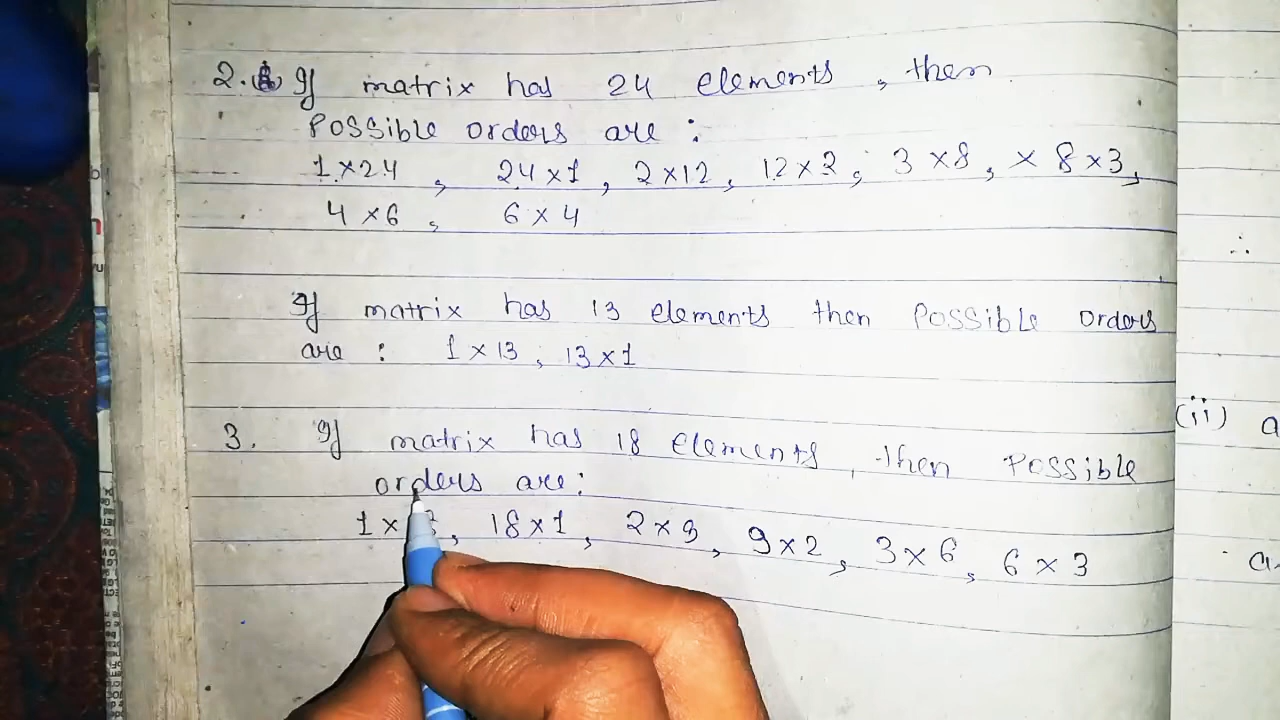 2. If matrix has 24 elements, then
possible orders are :
1 × 24, 24 × 1, 2 × 12, 12 × 2, 3 × 8, × 8 × 3,
4 × 6, 6 × 4
If matrix has 13 elements then possible orders
are : 1 × 13, 13 × 1
3. If matrix has 18 elements, then possible
orders are:
1 × , 18 × 1, 2 × 9, 9 × 2, 3 × 6, 6 × 3
∴
(ii) a